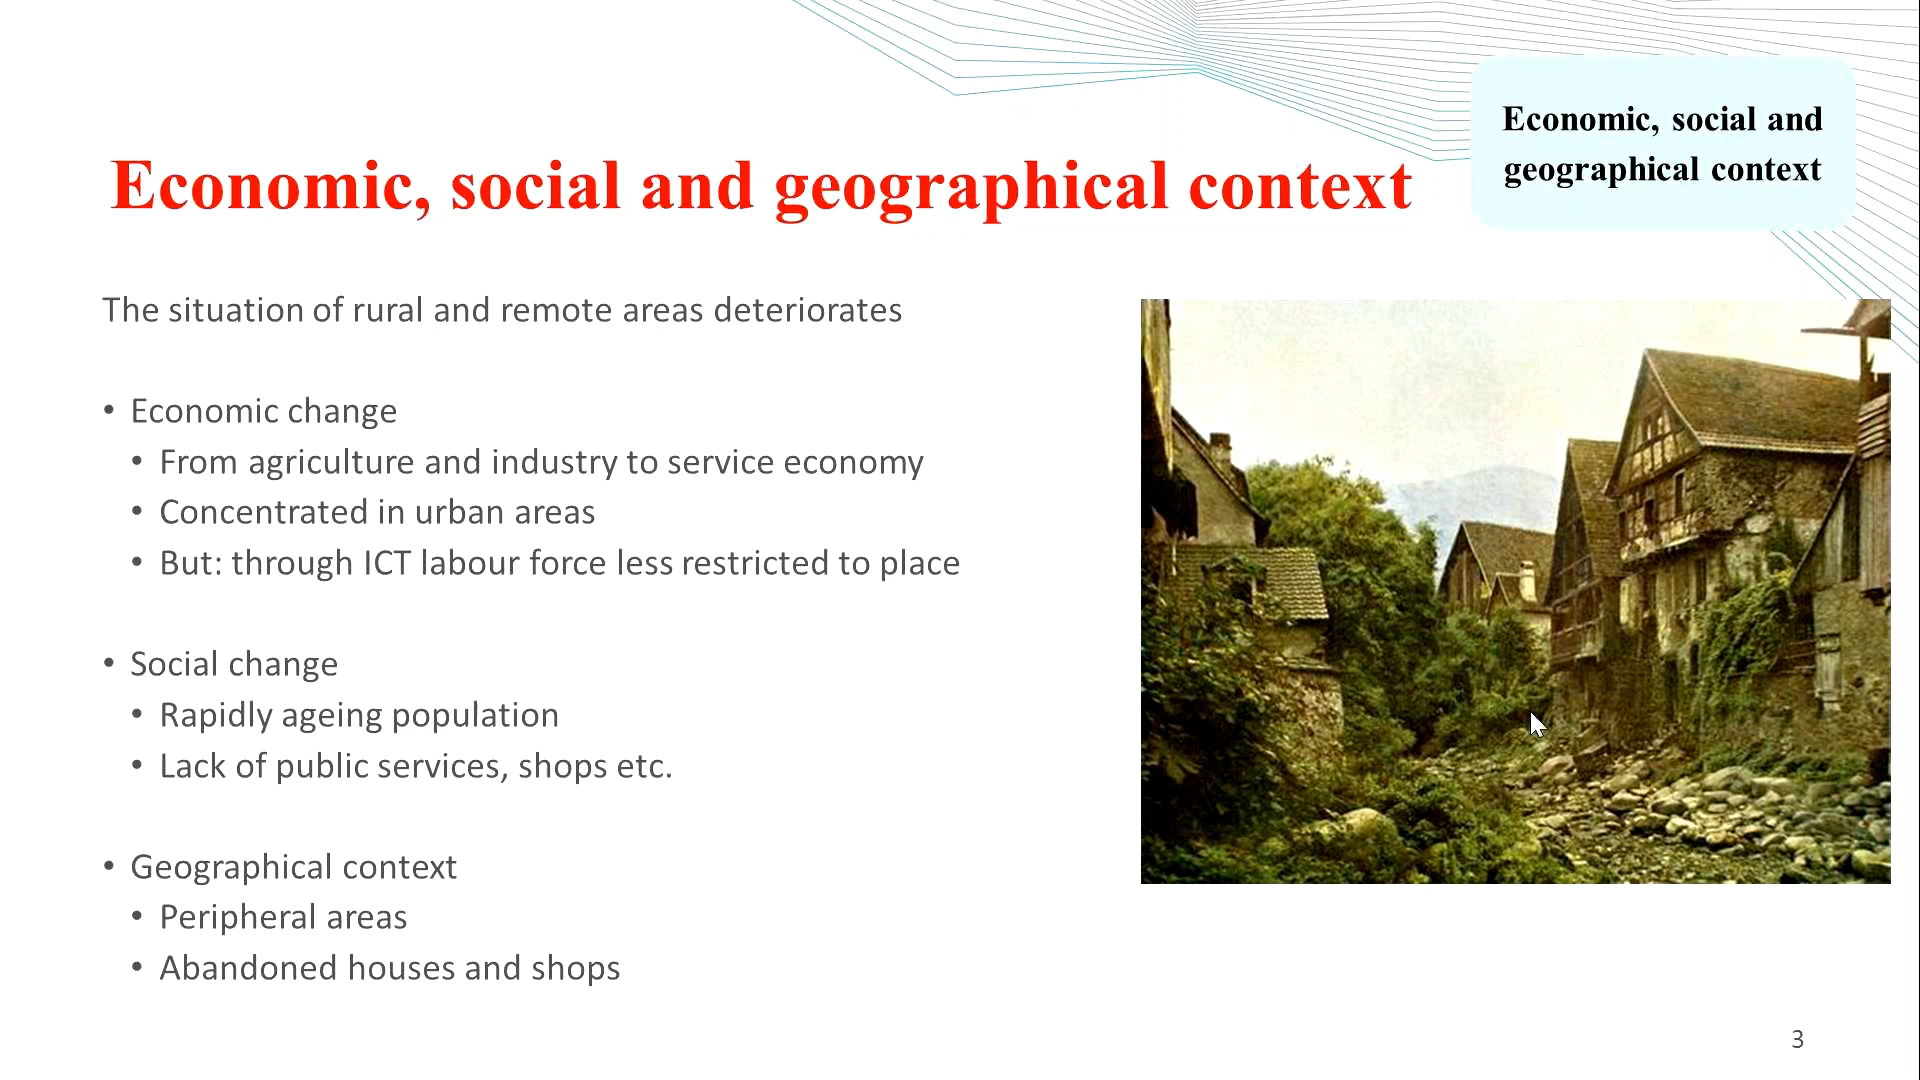 Economic, social and
geographical context
Economic, social and geographical context
The situation of rural and remote areas deteriorates
• Economic change
• From agriculture and industry to service economy
• Concentrated in urban areas
• But: through ICT labour force less restricted to place
• Social change
• Rapidly ageing population
• Lack of public services, shops etc.
• Geographical context
• Peripheral areas
• Abandoned houses and shops
3